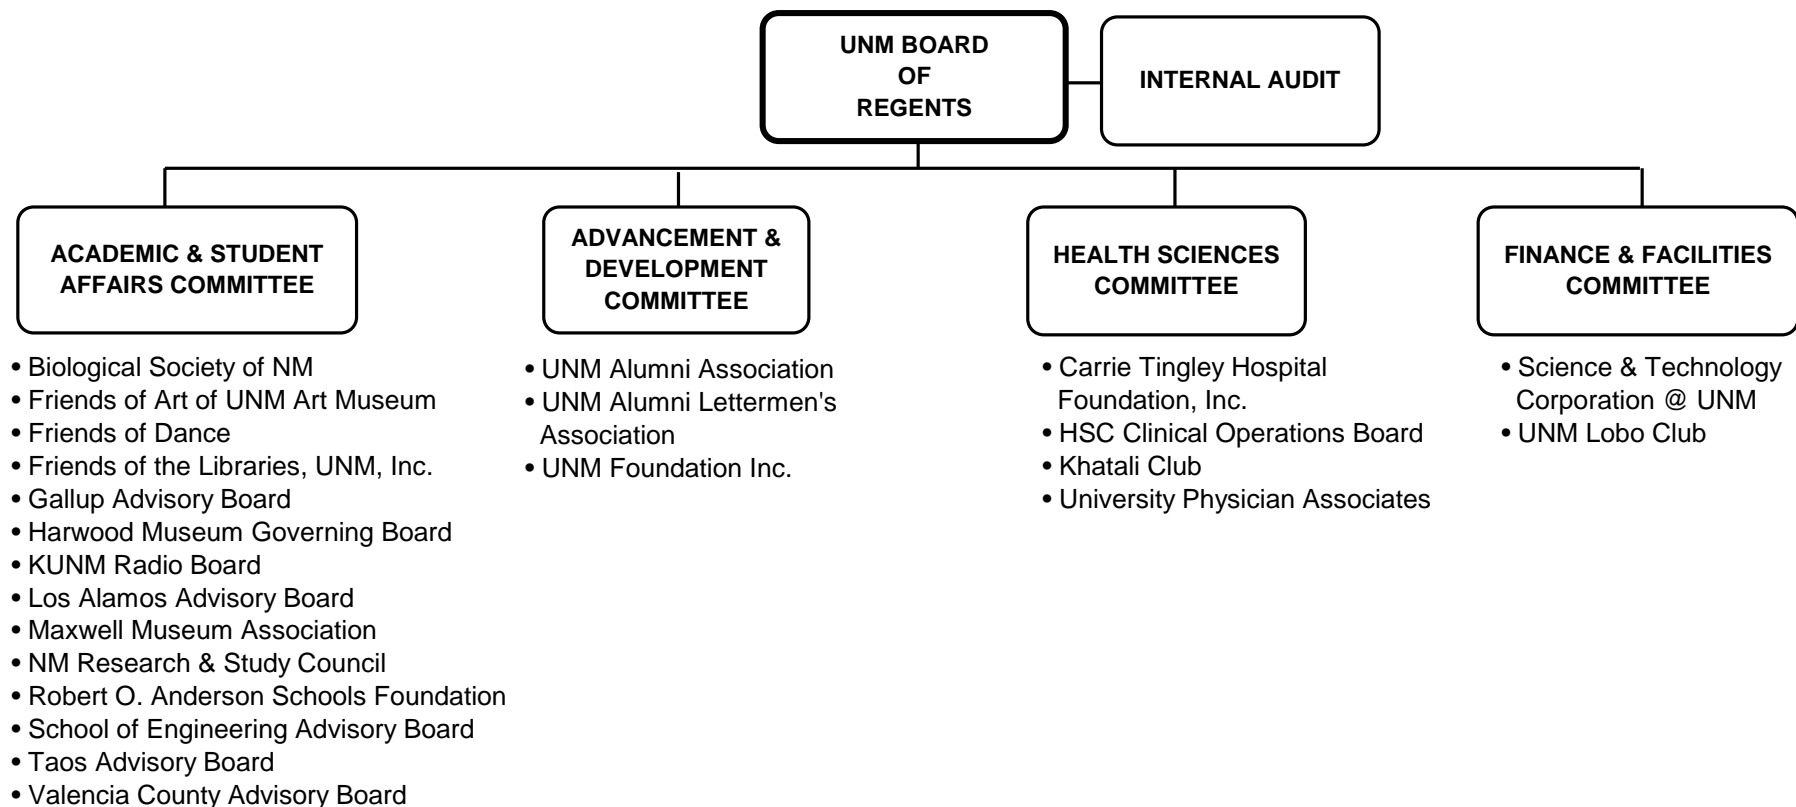 UNM BOARD
OF
REGENTS
INTERNAL AUDIT
ACADEMIC & STUDENT
AFFAIRS COMMITTEE
ADVANCEMENT &
DEVELOPMENT
COMMITTEE
HEALTH SCIENCES
COMMITTEE
FINANCE & FACILITIES
COMMITTEE
• Biological Society of NM
• Friends of Art of UNM Art Museum
• Friends of Dance
• Friends of the Libraries, UNM, Inc.
• Gallup Advisory Board
• Harwood Museum Governing Board
• KUNM Radio Board
• Los Alamos Advisory Board
• Maxwell Museum Association
• NM Research & Study Council
• Robert O. Anderson Schools Foundation
• School of Engineering Advisory Board
• Taos Advisory Board
• Valencia County Advisory Board
• UNM Alumni Association
• UNM Alumni Lettermen's
Association
• UNM Foundation Inc.
• Carrie Tingley Hospital
Foundation, Inc.
• HSC Clinical Operations Board
• Khatali Club
• University Physician Associates
• Science & Technology
Corporation @ UNM
• UNM Lobo Club